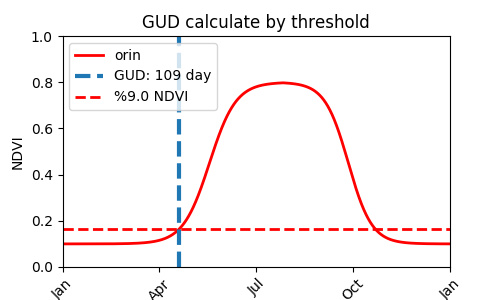 GUD calculate by threshold
orin
GUD: 109 day
%9.0 NDVI
NDVI
1.0
0.8
0.6
0.4
0.2
0.0
Jan
Apr
Jul
Oct
Jan